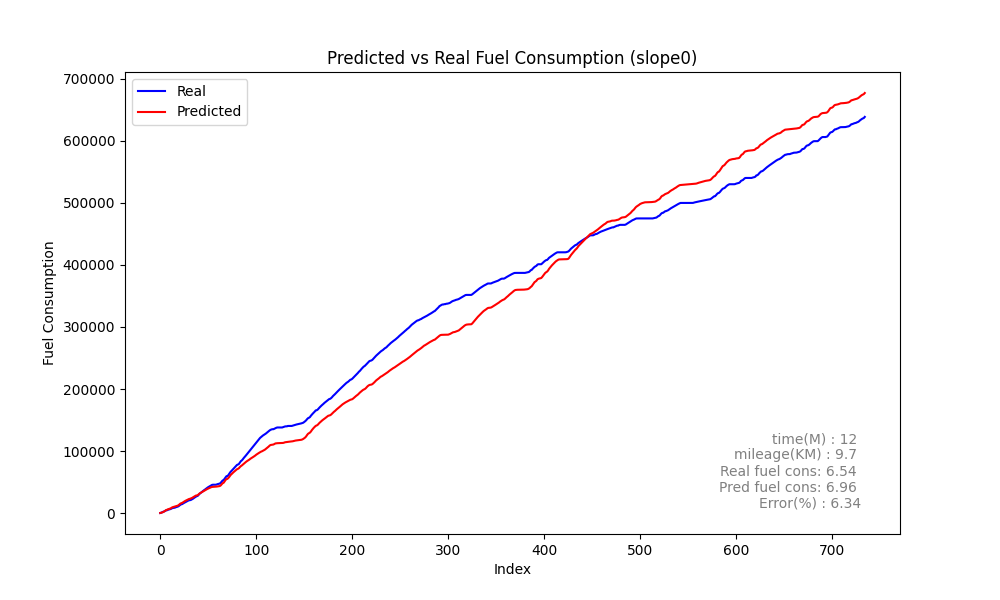 Predicted vs Real Fuel Consumption (slope0)
Real
Predicted
700000
600000
500000
400000
300000
200000
100000
0
Fuel Consumption
time(M) : 12
mileage(KM) : 9.7
Real fuel cons: 6.54
Pred fuel cons: 6.96
Error(%) : 6.34
0 100 200 300 400 500 600 700
Index